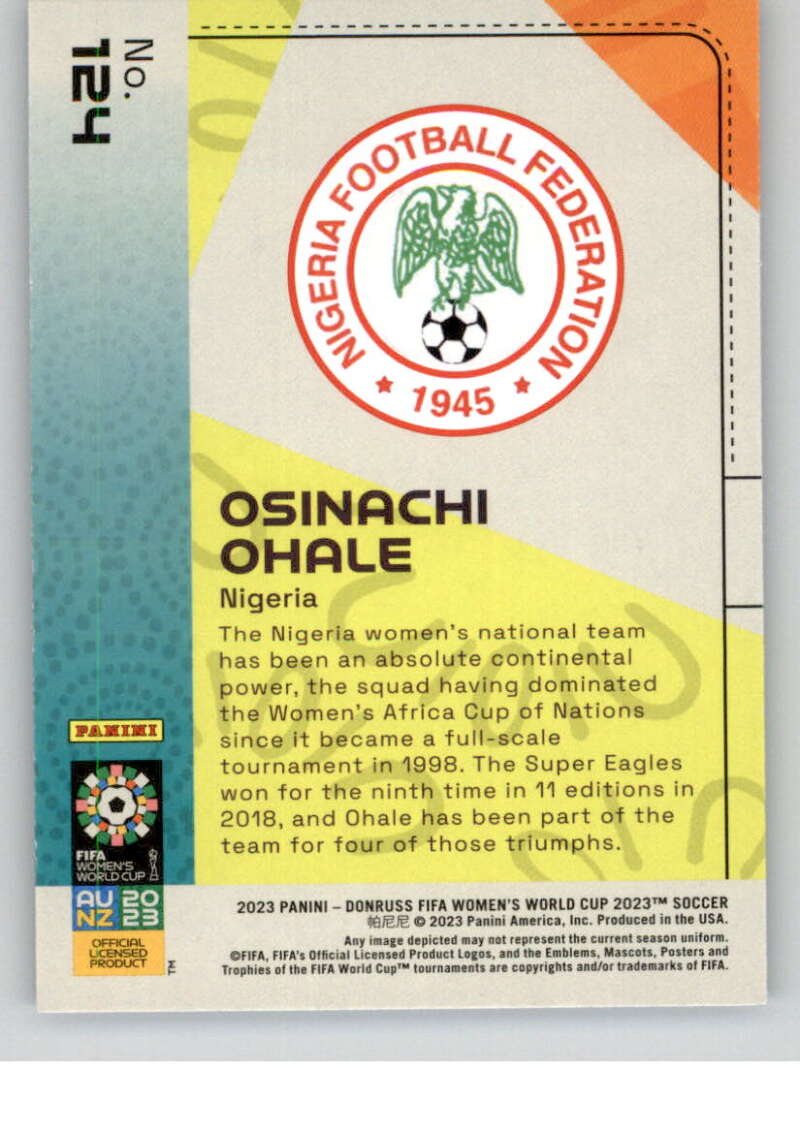 No.
124
NIGERIA FOOTBALL FEDERATION
1945
OSINACHI
OHALE
Nigeria
The Nigeria women's national team
has been an absolute continental
power, the squad having dominated
the Women's Africa Cup of Nations
since it became a full-scale
tournament in 1998. The Super Eagles
won for the ninth time in 11 editions in
2018, and Ohale has been part of the
team for four of those triumphs.
PANINI
FIFA
WOMEN'S
WORLD CUP
AU 20
NZ 23
OFFICIAL
LICENSED
PRODUCT
TM
2023 PANINI – DONRUSS FIFA WOMEN'S WORLD CUP 2023™ SOCCER
帕尼尼 © 2023 Panini America, Inc. Produced in the USA.
Any image depicted may not represent the current season uniform.
©FIFA, FIFA's Official Licensed Product Logos, and the Emblems, Mascots, Posters and
Trophies of the FIFA World Cup™ tournaments are copyrights and/or trademarks of FIFA.